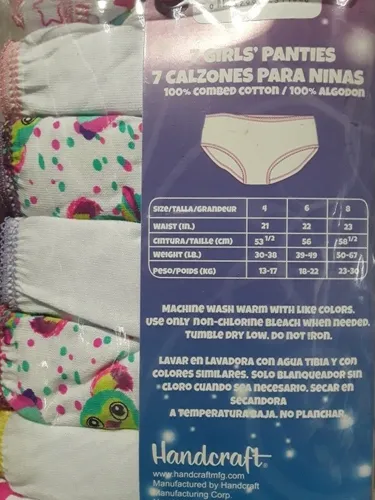 7 GIRLS' PANTIES
7 CALZONES PARA NINAS
100% COMBED COTTON / 100% ALGODON
SIZE/TALLA/GRANDEUR 4 6 8
WAIST (IN.) 21 22 23
CINTURA/TAILLE (CM) 53 1/2 56 58 1/2
WEIGHT (LB.) 30-38 39-49 50-67
PESO/POIDS (KG) 13-17 18-22 23-30
MACHINE WASH WARM WITH LIKE COLORS.
USE ONLY NON-CHLORINE BLEACH WHEN NEEDED.
TUMBLE DRY LOW. DO NOT IRON.
LAVAR EN LAVADORA CON AGUA TIBIA Y CON
COLORES SIMILARES. SOLO BLANQUEADOR SIN
CLORO CUANDO SEA NECESARIO. SECAR EN
SECANDORA
A TEMPERATURA BAJA. NO PLANCHAR.
Handcraft
www.handcraftmfg.com
Manufactured by Handcraft
Manufacturing Corp.